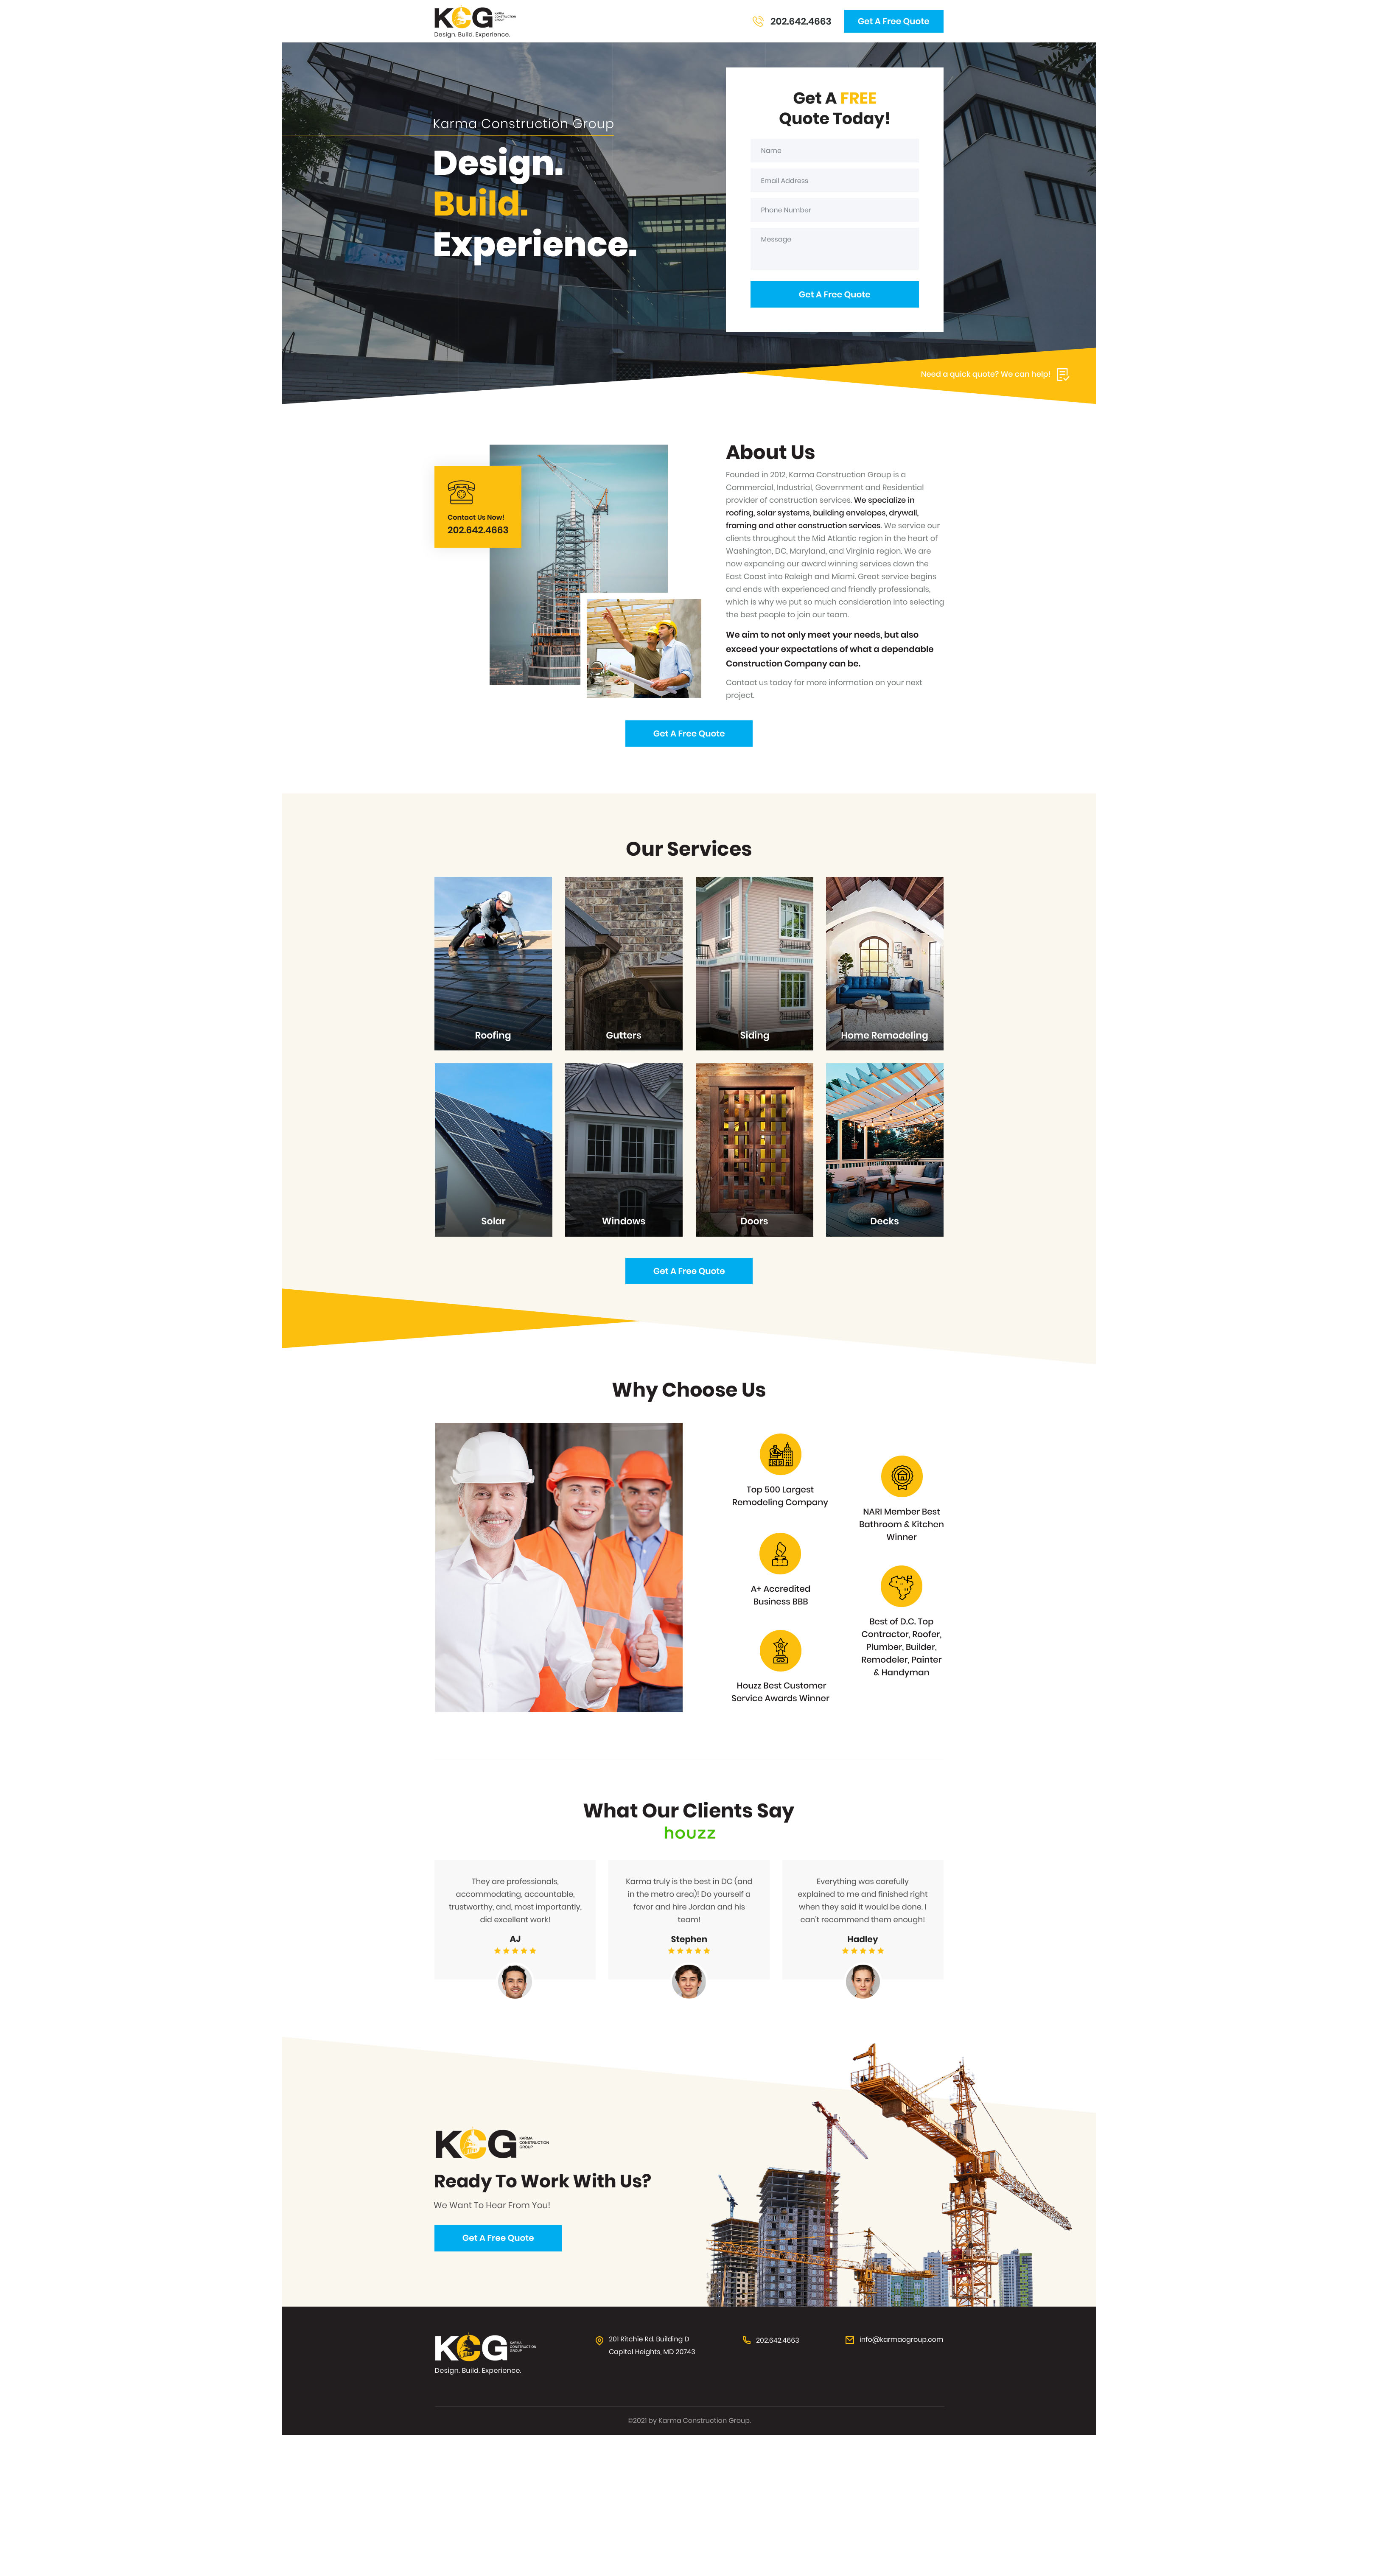 KCG KARMA
CONSTRUCTION
GROUP
Design. Build. Experience.
202.642.4663
Get A Free Quote
Karma Construction Group
Design.
Build.
Experience.
Get A FREE
Quote Today!
Name
Email Address
Phone Number
Message
Get A Free Quote
Need a quick quote? We can help!
Contact Us Now!
202.642.4663
About Us
Founded in 2012, Karma Construction Group is a
Commercial, Industrial, Government and Residential
provider of construction services. We specialize in
roofing, solar systems, building envelopes, drywall,
framing and other construction services. We service our
clients throughout the Mid Atlantic region in the heart of
Washington, DC, Maryland, and Virginia region. We are
now expanding our award winning services down the
East Coast into Raleigh and Miami. Great service begins
and ends with experienced and friendly professionals,
which is why we put so much consideration into selecting
the best people to join our team.
We aim to not only meet your needs, but also
exceed your expectations of what a dependable
Construction Company can be.
Contact us today for more information on your next
project.
Get A Free Quote
Our Services
Roofing
Gutters
Siding
Home Remodeling
Solar
Windows
Doors
Decks
Get A Free Quote
Why Choose Us
Top 500 Largest
Remodeling Company
NARI Member Best
Bathroom & Kitchen
Winner
A+ Accredited
Business BBB
Best of D.C. Top
Contractor, Roofer,
Plumber, Builder,
Remodeler, Painter
& Handyman
Houzz Best Customer
Service Awards Winner
What Our Clients Say
houzz
They are professionals,
accommodating, accountable,
trustworthy, and, most importantly,
did excellent work!
AJ
Karma truly is the best in DC (and
in the metro area)! Do yourself a
favor and hire Jordan and his
team!
Stephen
Everything was carefully
explained to me and finished right
when they said it would be done. I
can't recommend them enough!
Hadley
KCG KARMA
CONSTRUCTION
GROUP
Ready To Work With Us?
We Want To Hear From You!
Get A Free Quote
KCG KARMA
CONSTRUCTION
GROUP
Design. Build. Experience.
201 Ritchie Rd. Building D
Capitol Heights, MD 20743
202.642.4663
info@karmacgroup.com
©2021 by Karma Construction Group.